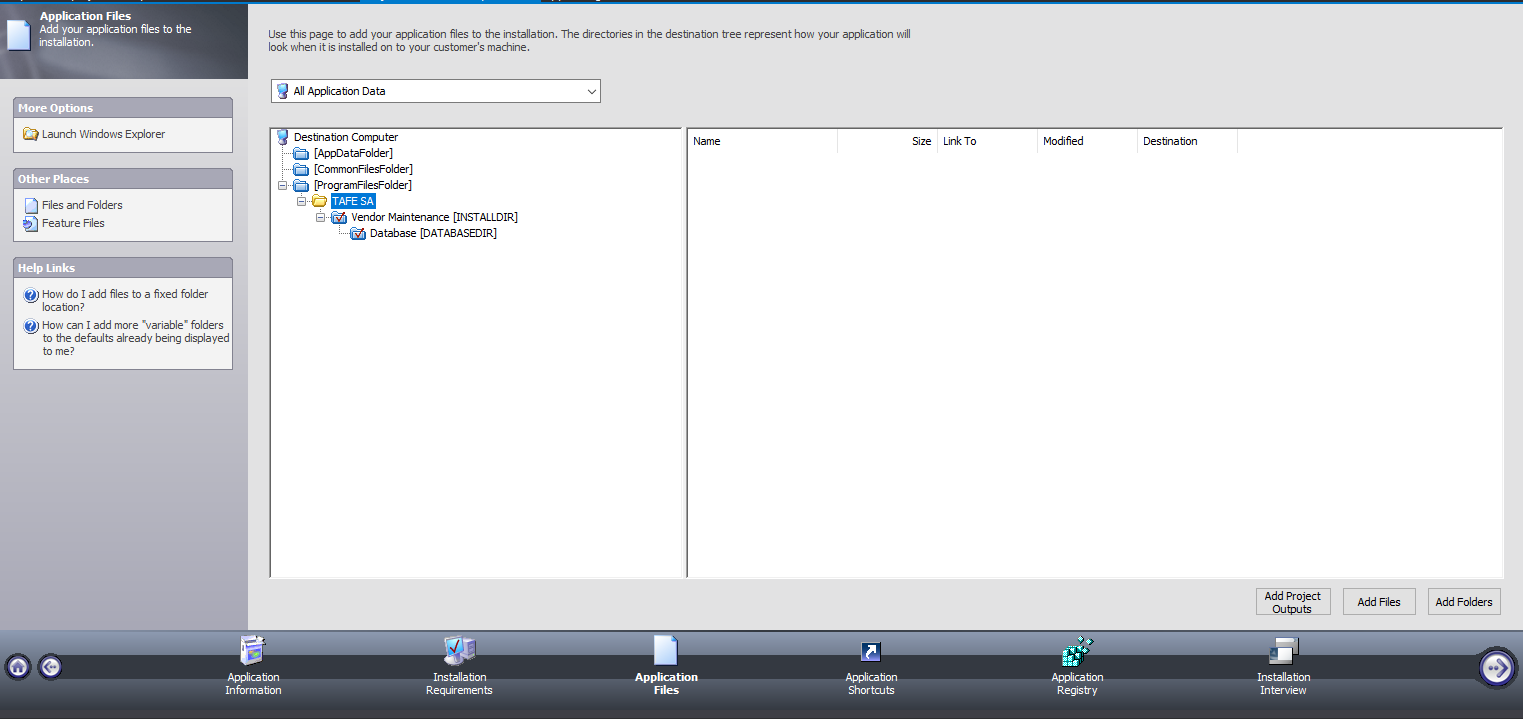 Application Files
Add your application files to the
installation.
More Options
Launch Windows Explorer
Other Places
Files and Folders
Feature Files
Help Links
How do I add files to a fixed folder
location?
How can I add more "variable" folders
to the defaults already being displayed
to me?
Use this page to add your application files to the installation. The directories in the destination tree represent how your application will
look when it is installed on to your customer's machine.
All Application Data
Destination Computer
[AppDataFolder]
[CommonFilesFolder]
[ProgramFilesFolder]
TAFE SA
Vendor Maintenance [INSTALLDIR]
Database [DATABASEDIR]
Name Size Link To Modified Destination
Add Project
Outputs
Add Files
Add Folders
Application
Information
Installation
Requirements
Application
Files
Application
Shortcuts
Application
Registry
Installation
Interview